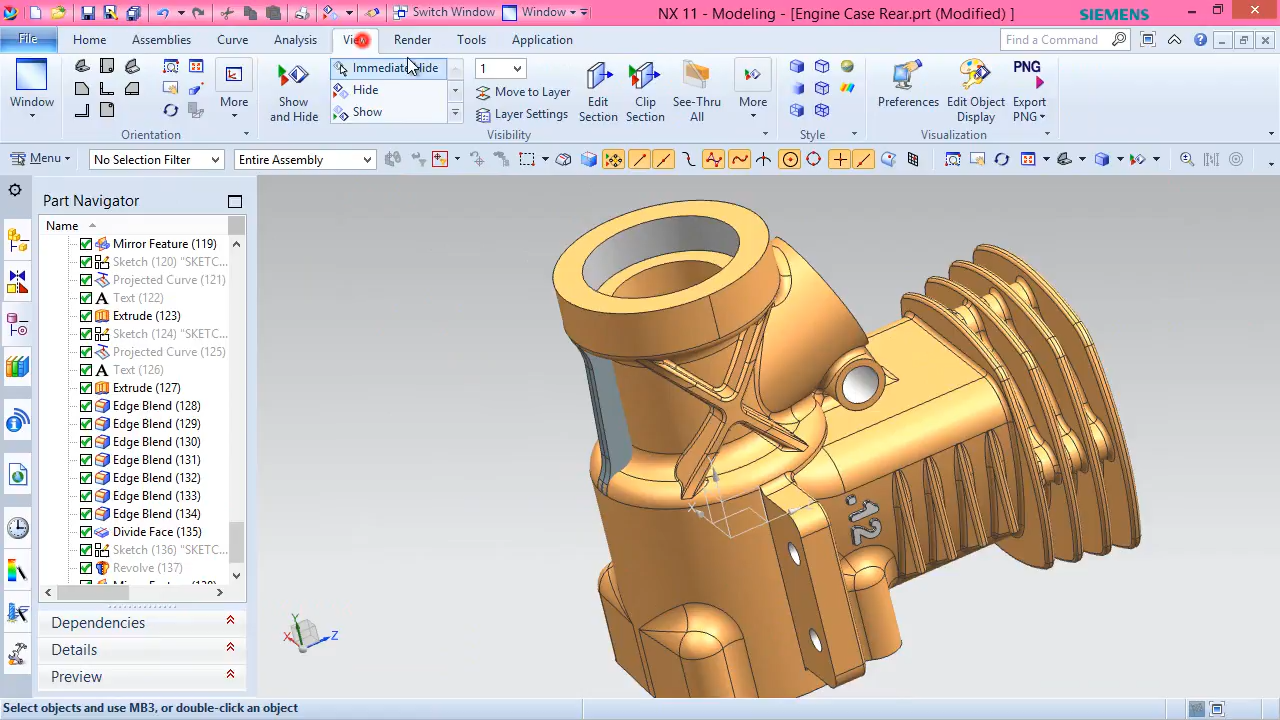 Switch Window Window NX 11 - Modeling - [Engine Case Rear.prt (Modified) ] SIEMENS
File Home Assemblies Curve Analysis View Render Tools Application Find a Command
Window
More
Show and Hide
Immediate Hide
Hide
Show
1
Move to Layer
Layer Settings
Edit Section
Clip Section
See-Thru All
More
Preferences
Edit Object Display
Export PNG
PNG
Orientation Visibility Style Visualization
Menu No Selection Filter Entire Assembly
Part Navigator
Name
Mirror Feature (119)
Sketch (120) "SKETC...
Projected Curve (121)
Text (122)
Extrude (123)
Sketch (124) "SKETC...
Projected Curve (125)
Text (126)
Extrude (127)
Edge Blend (128)
Edge Blend (129)
Edge Blend (130)
Edge Blend (131)
Edge Blend (132)
Edge Blend (133)
Edge Blend (134)
Divide Face (135)
Sketch (136) "SKETC...
Revolve (137)
Dependencies
Details
Preview
.12
X
Y
X
Z
Select objects and use MB3, or double-click an object